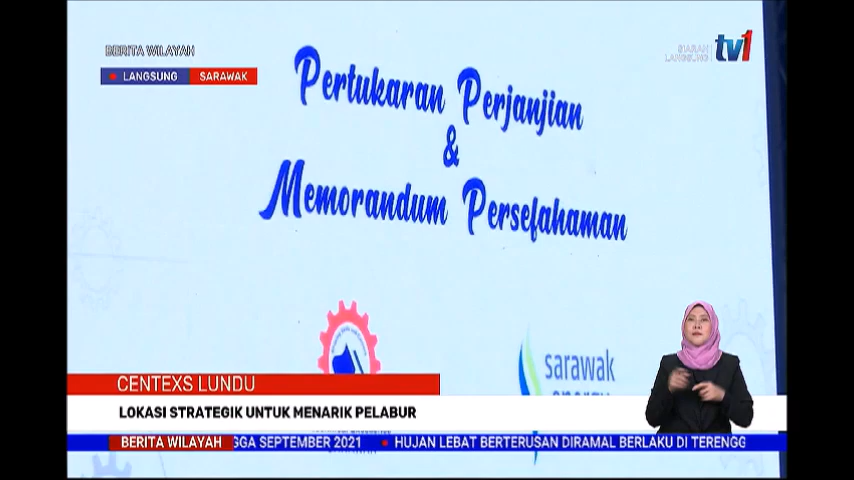 BERITA WILAYAH
SIARAN
LANGSUNG
tv1
LANGSUNG
SARAWAK
Pertukaran Perjanjian
&
Memorandum Persefahaman
sarawak
energy
CENTEXS LUNDU
LOKASI STRATEGIK UNTUK MENARIK PELABUR
BERITA WILAYAH
GGA SEPTEMBER 2021 • HUJAN LEBAT BERTERUSAN DIRAMAL BERLAKU DI TERENGG